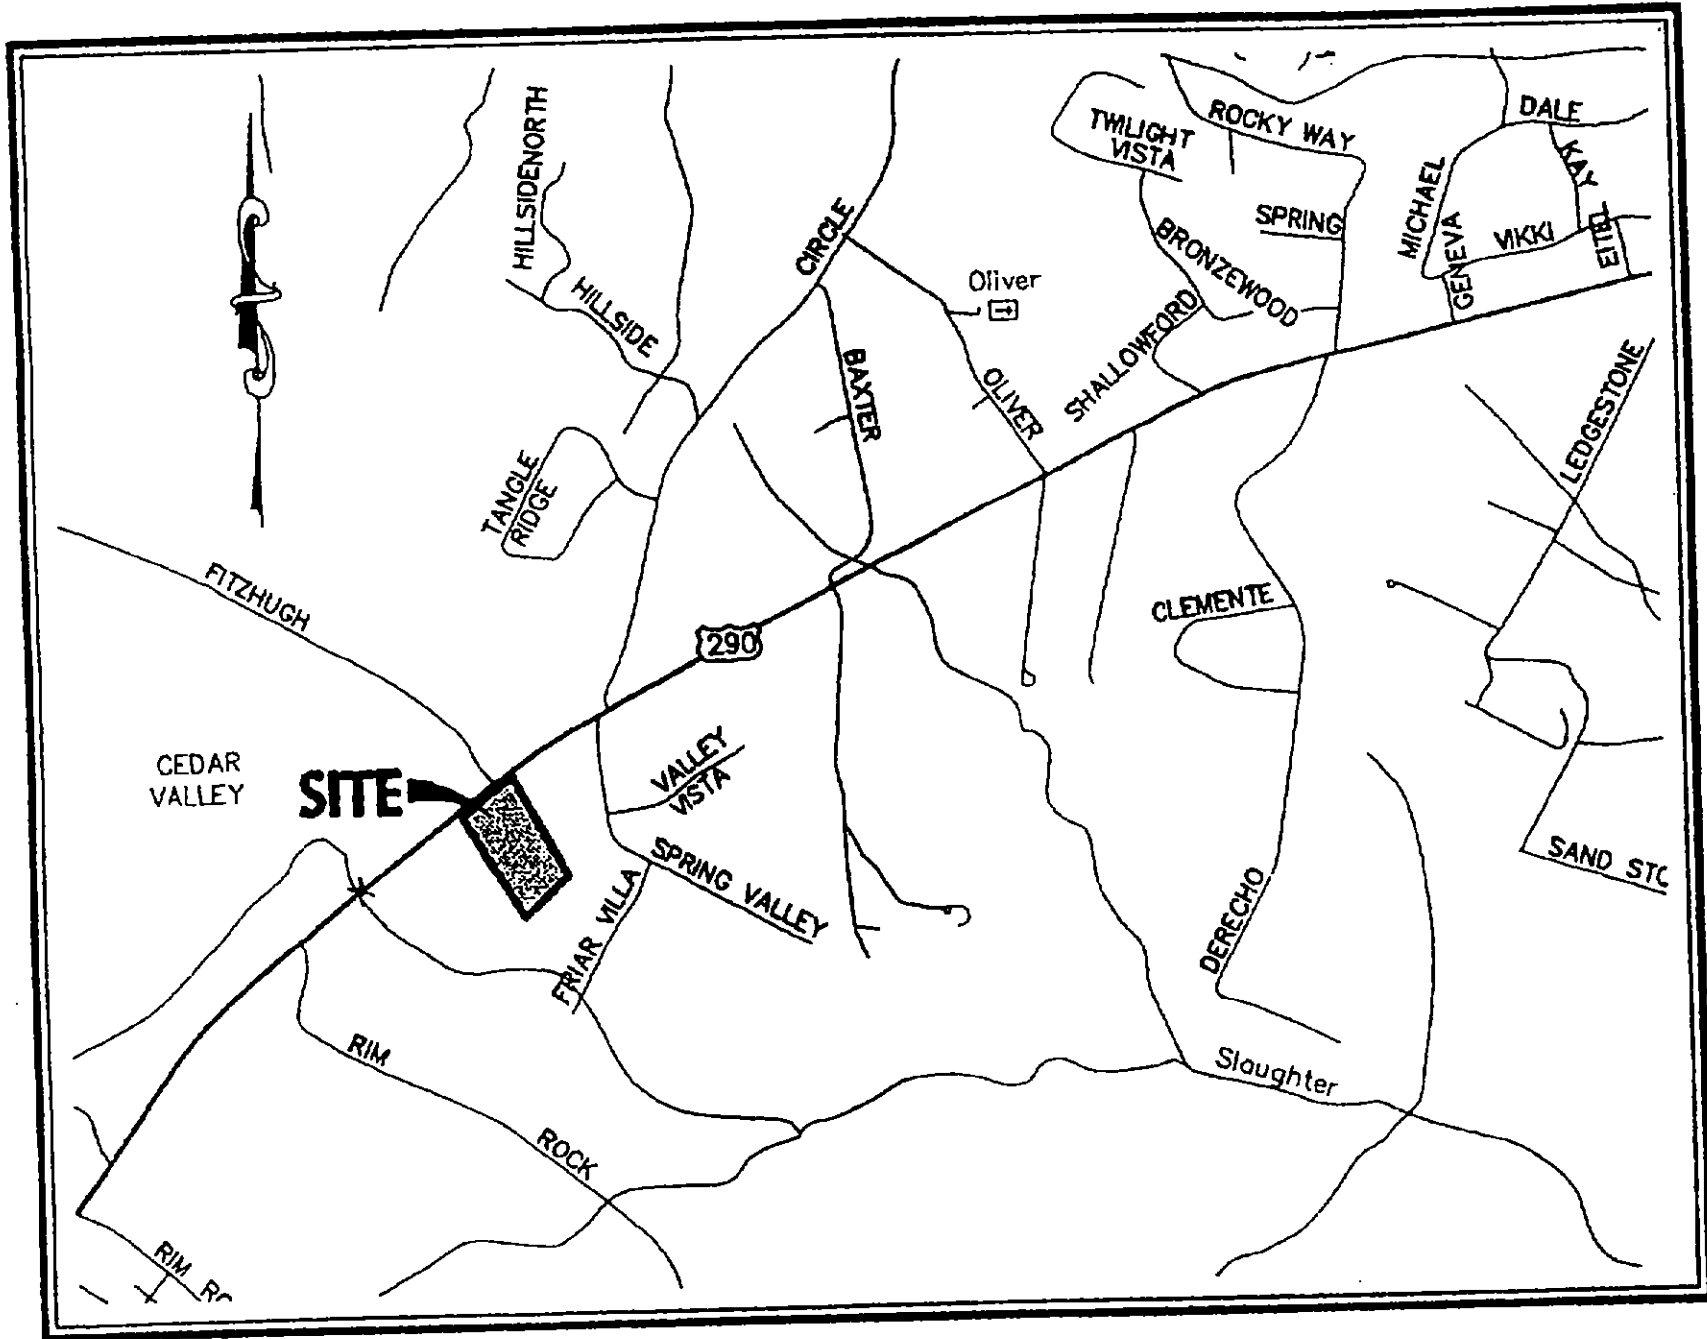 HILLSIDENORTH
HILLSIDE
CIRCLE
TWILIGHT
VISTA
ROCKY WAY
DALE
KAY
MICHAEL
SPRING
BRONZEWOOD
GENEVA
VIKKI
EITEL
Oliver
SHALLOWFORD
BAXTER
OLIVER
LEDGESTONE
TANGLE
RIDGE
FITZHUGH
CLEMENTE
290
CEDAR
VALLEY
SITE
VALLEY
VISTA
SPRING VALLEY
FRIAR VILLA
SAND STC
DERECHO
RIM
ROCK
Slaughter
RIM RO